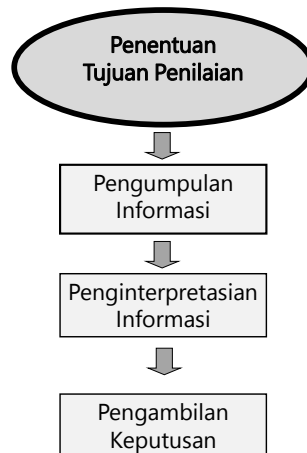 Penentuan
Tujuan Penilaian
Pengumpulan
Informasi
Penginterpretasian
Informasi
Pengambilan
Keputusan